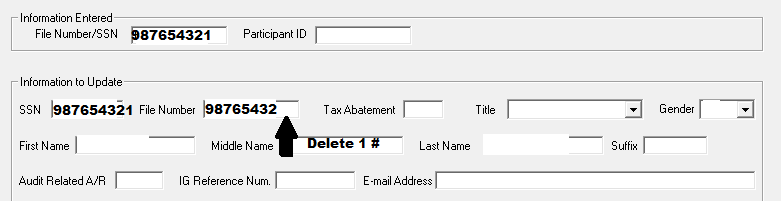 Information Entered
File Number/SSN 987654321 Participant ID
Information to Update
SSN 987654321 File Number 98765432 Tax Abatement Title Gender
First Name Middle Name Delete 1 # Last Name Suffix
Audit Related A/R IG Reference Num. E-mail Address